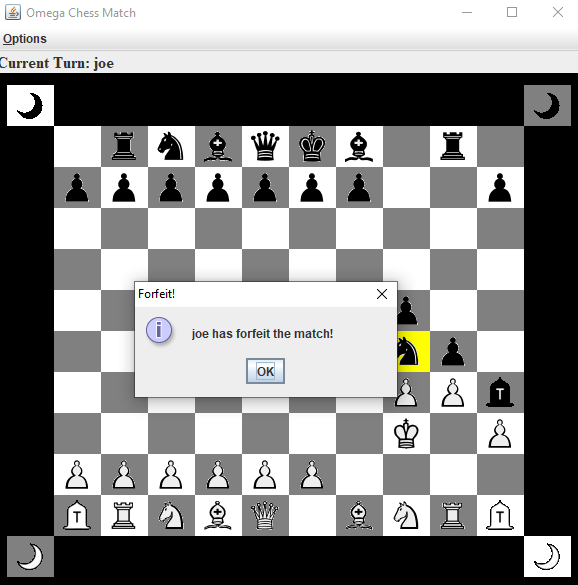 Omega Chess Match
Options
Current Turn: joe
Forfeit!
joe has forfeit the match!
OK